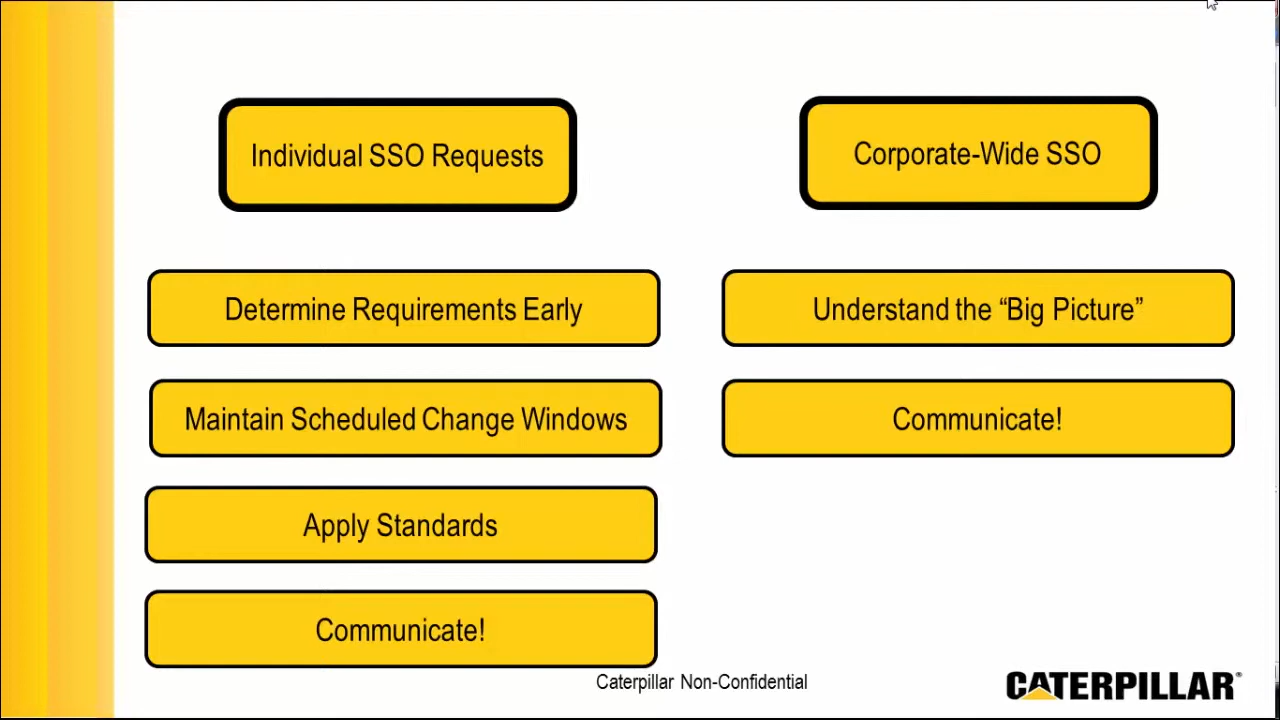 Individual SSO Requests
Corporate-Wide SSO
Determine Requirements Early
Understand the “Big Picture”
Maintain Scheduled Change Windows
Communicate!
Apply Standards
Communicate!
Caterpillar Non-Confidential
CATERPILLAR®